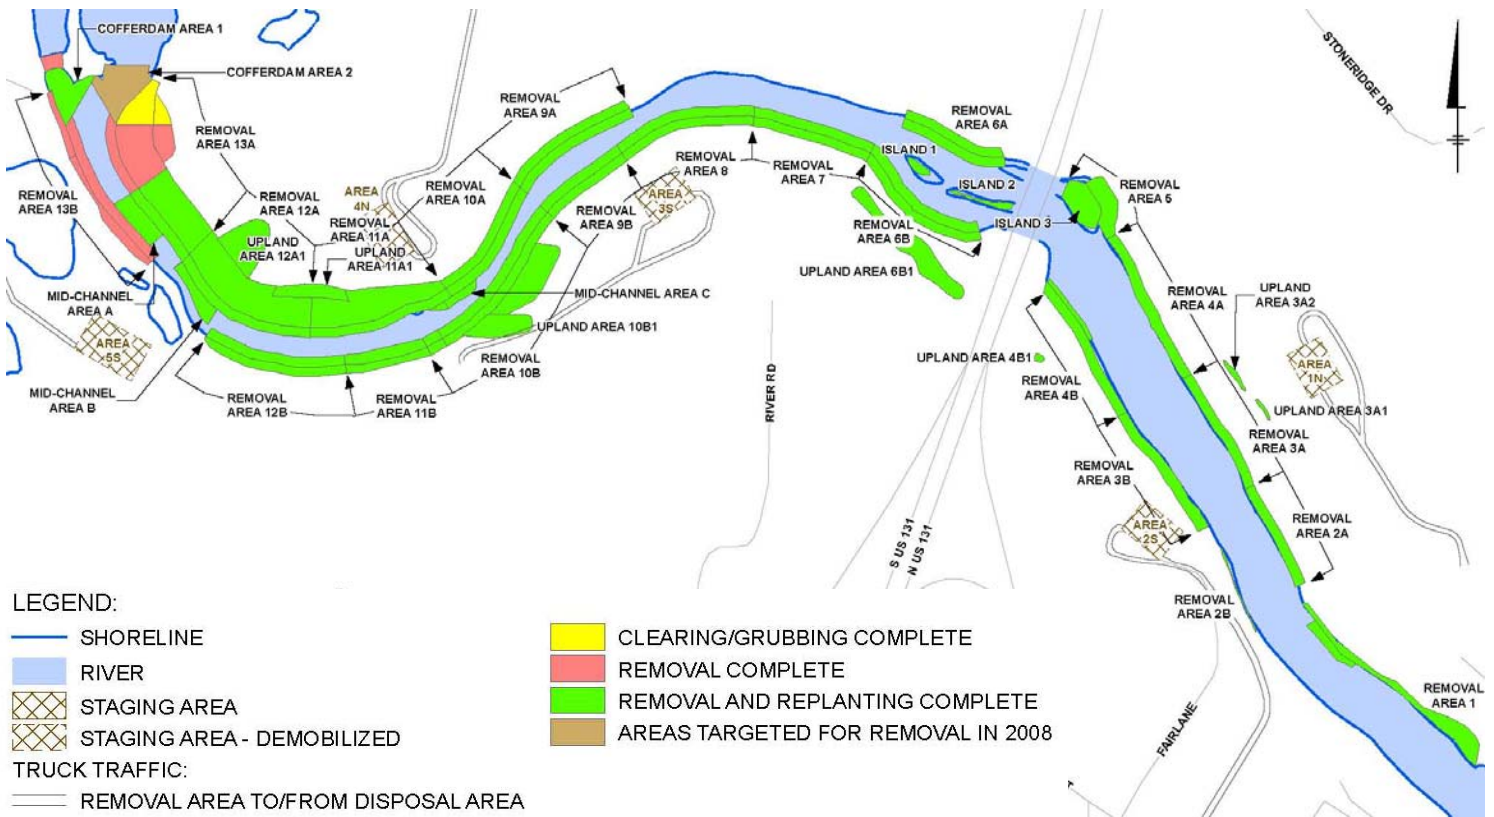 COFFERDAM AREA 1
COFFERDAM AREA 2
REMOVAL
AREA 13A
REMOVAL
AREA 13B
REMOVAL
AREA 12A
UPLAND
AREA 12A1
AREA
4N
REMOVAL
AREA 11A
UPLAND
AREA 11A1
REMOVAL
AREA 10A
REMOVAL
AREA 9A
REMOVAL
AREA 9B
AREA
3S
REMOVAL
AREA 8
REMOVAL
AREA 7
REMOVAL
AREA 6A
ISLAND 1
ISLAND 2
ISLAND 3
REMOVAL
AREA 6B
UPLAND AREA 6B1
REMOVAL
AREA 5
STONERIDGE DR
MID-CHANNEL
AREA A
AREA
5S
MID-CHANNEL
AREA B
MID-CHANNEL AREA C
UPLAND AREA 10B1
REMOVAL
AREA 10B
REMOVAL
AREA 11B
REMOVAL
AREA 12B
RIVER RD
S US 131
N US 131
UPLAND AREA 4B1
REMOVAL
AREA 4B
REMOVAL
AREA 4A
UPLAND
AREA 3A2
AREA
1N
UPLAND AREA 3A1
REMOVAL
AREA 3A
REMOVAL
AREA 3B
AREA
2S
REMOVAL
AREA 2A
REMOVAL
AREA 2B
FAIRLANE
REMOVAL
AREA 1
LEGEND:
SHORELINE
RIVER
STAGING AREA
STAGING AREA - DEMOBILIZED
TRUCK TRAFFIC:
REMOVAL AREA TO/FROM DISPOSAL AREA
CLEARING/GRUBBING COMPLETE
REMOVAL COMPLETE
REMOVAL AND REPLANTING COMPLETE
AREAS TARGETED FOR REMOVAL IN 2008